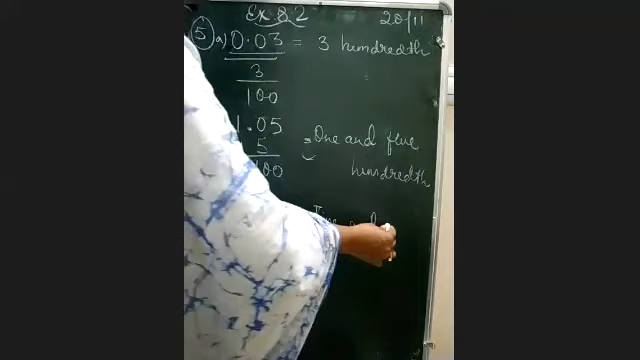 Ex 8.2 20/11
5 a) 0.03 = 3 hundredth
3
100
1.05 = One and five
5 hundredth
100
and